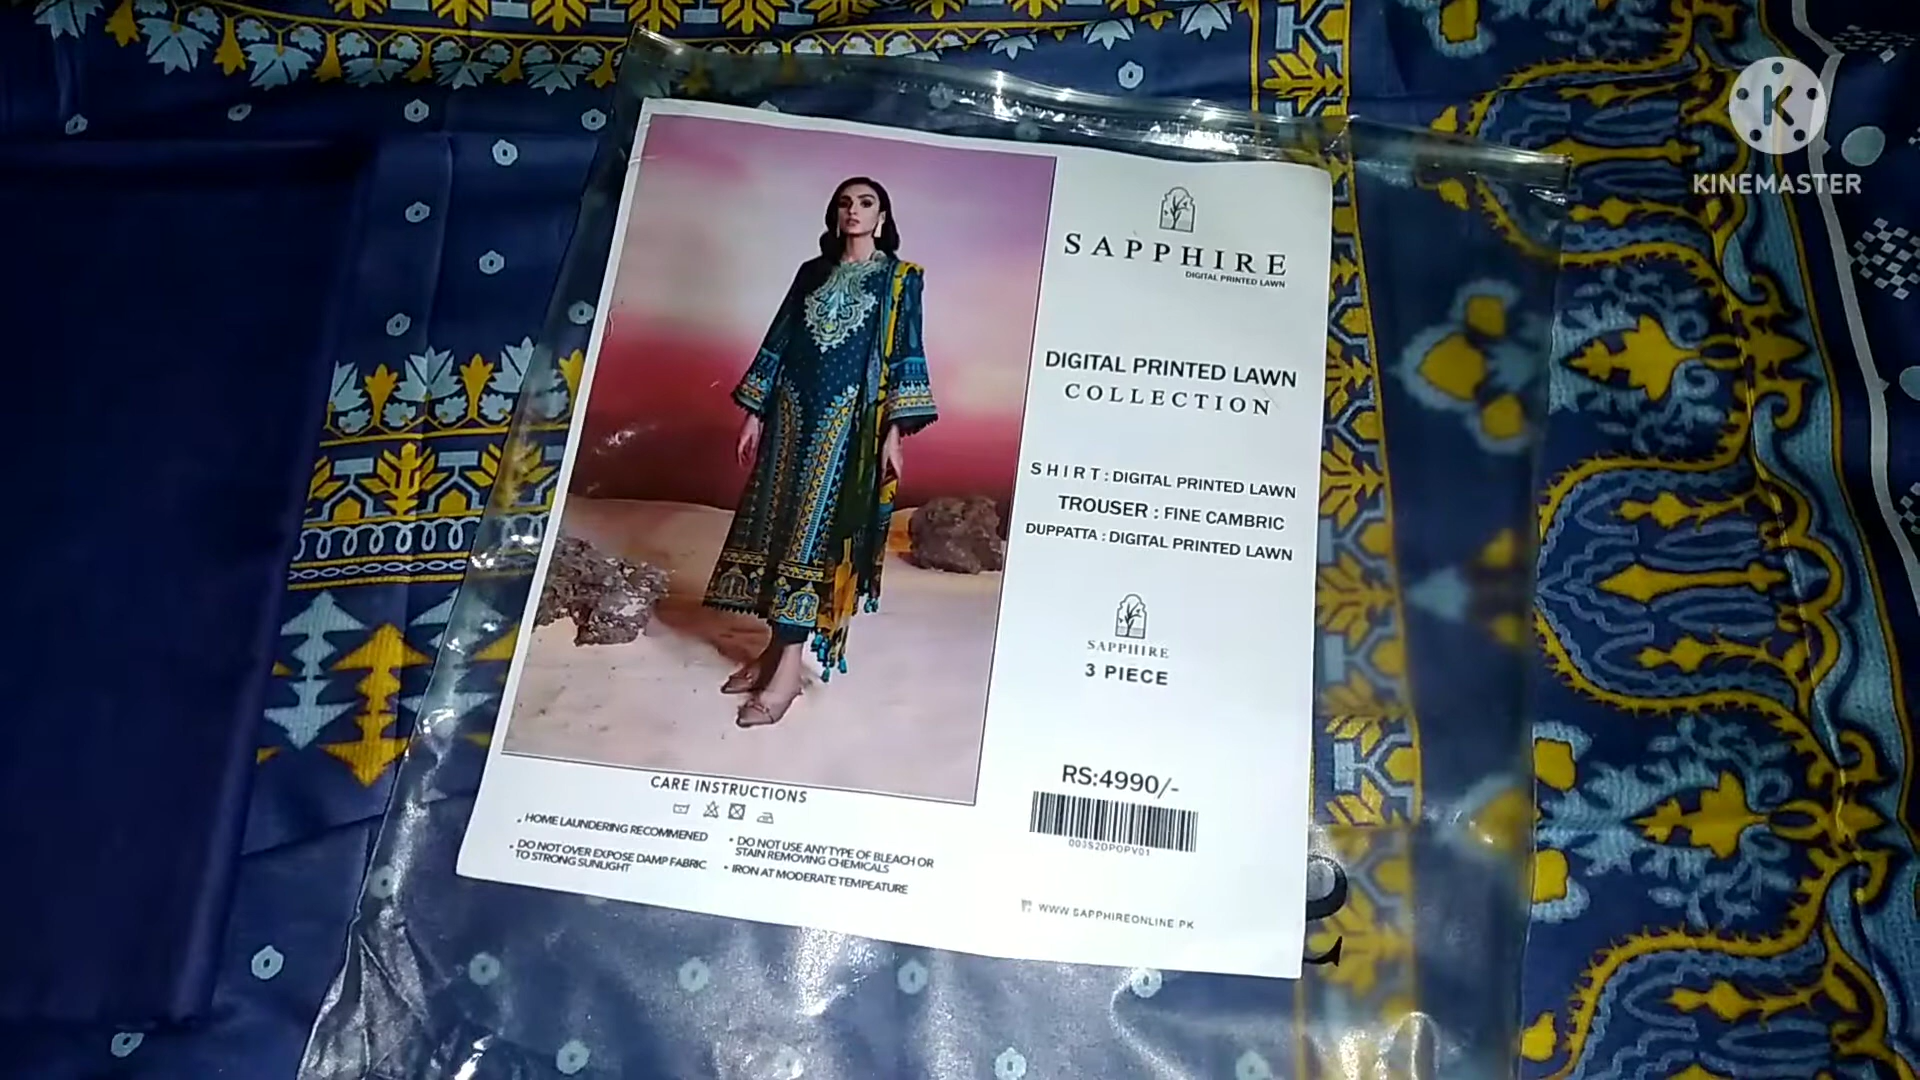 KINEMASTER
SAPPHIRE
DIGITAL PRINTED LAWN
DIGITAL PRINTED LAWN
COLLECTION
SHIRT : DIGITAL PRINTED LAWN
TROUSER : FINE CAMBRIC
DUPPATTA : DIGITAL PRINTED LAWN
SAPPHIRE
3 PIECE
RS:4990/-
003S2DPOPV01
WWW.SAPPHIREONLINE.PK
CARE INSTRUCTIONS
• HOME LAUNDERING RECOMMENED
• DO NOT OVER EXPOSE DAMP FABRIC
TO STRONG SUNLIGHT
• DO NOT USE ANY TYPE OF BLEACH OR
STAIN REMOVING CHEMICALS
• IRON AT MODERATE TEMPEATURE